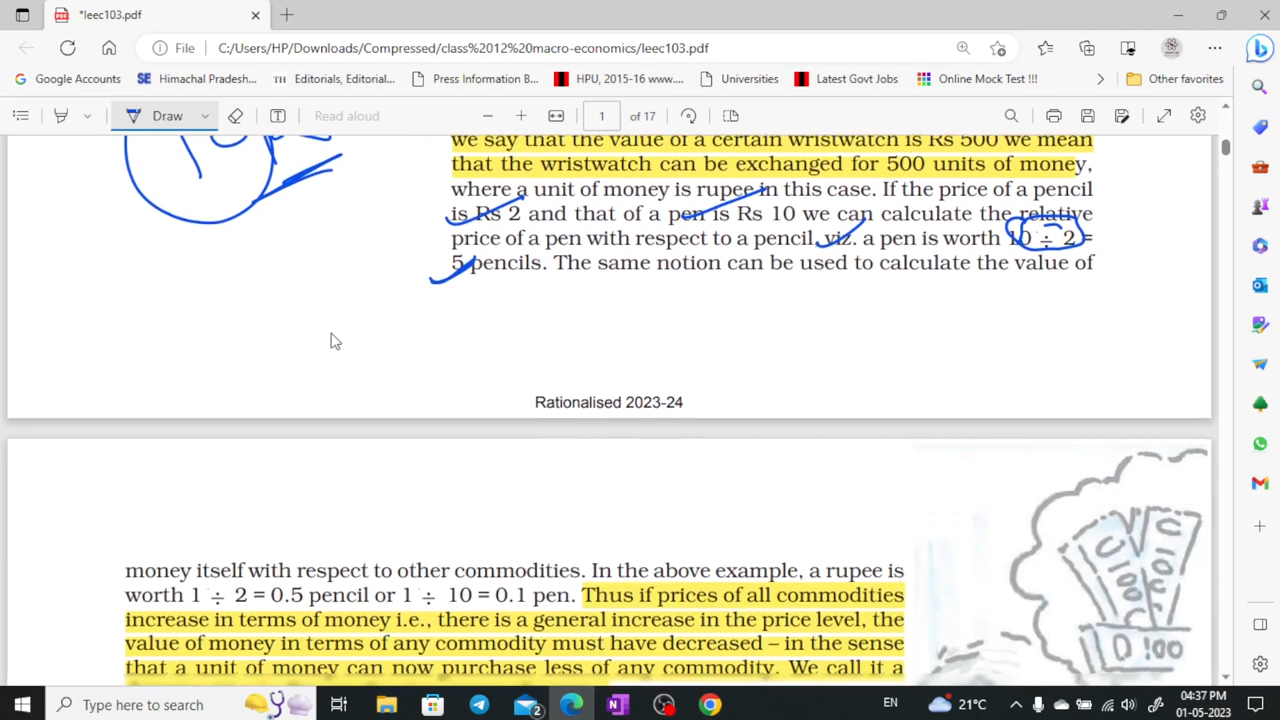 *leec103.pdf
File
C:/Users/HP/Downloads/Compressed/class%2012%20macro-economics/leec103.pdf
Google Accounts
SE Himachal Pradesh...
TH Editorials, Editorial...
Press Information B...
HPU, 2015-16 www....
Universities
Latest Govt Jobs
Online Mock Test !!!
Other favorites
Draw
Read aloud
1 of 17
we say that the value of a certain wristwatch is Rs 500 we mean
that the wristwatch can be exchanged for 500 units of money,
where a unit of money is rupee in this case. If the price of a pencil
is Rs 2 and that of a pen is Rs 10 we can calculate the relative
price of a pen with respect to a pencil, viz. a pen is worth 10 ÷ 2 =
5 pencils. The same notion can be used to calculate the value of
Rationalised 2023-24
money itself with respect to other commodities. In the above example, a rupee is
worth 1 ÷ 2 = 0.5 pencil or 1 ÷ 10 = 0.1 pen. Thus if prices of all commodities
increase in terms of money i.e., there is a general increase in the price level, the
value of money in terms of any commodity must have decreased – in the sense
that a unit of money can now purchase less of any commodity. We call it a
Type here to search
2
21°C
EN
04:37 PM
01-05-2023